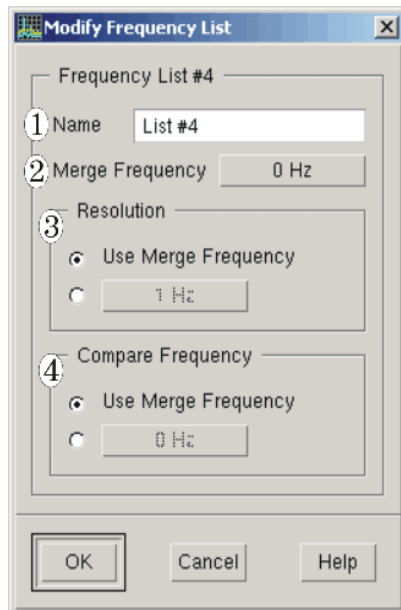 Modify Frequency List
Frequency List #4
1 Name List #4
2 Merge Frequency 0 Hz
3 Resolution
Use Merge Frequency
1 Hz
4 Compare Frequency
Use Merge Frequency
0 Hz
OK Cancel Help